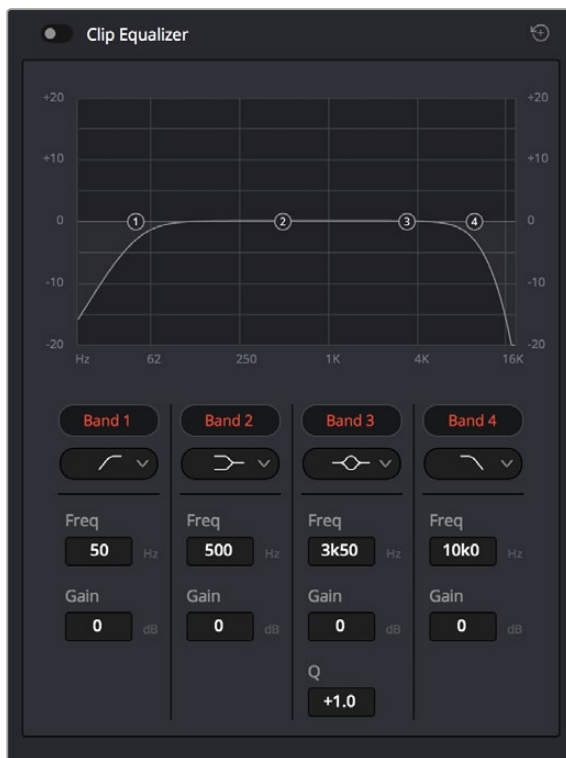 Clip Equalizer
+20 +20
+10 +10
0 1 2 3 4 0
-10 -10
-20 -20
Hz 62 250 1K 4K 16K
Band 1 Band 2 Band 3 Band 4
Freq Freq Freq Freq
50 Hz 500 Hz 3k50 Hz 10k0 Hz
Gain Gain Gain Gain
0 dB 0 dB 0 dB 0 dB
Q
+1.0